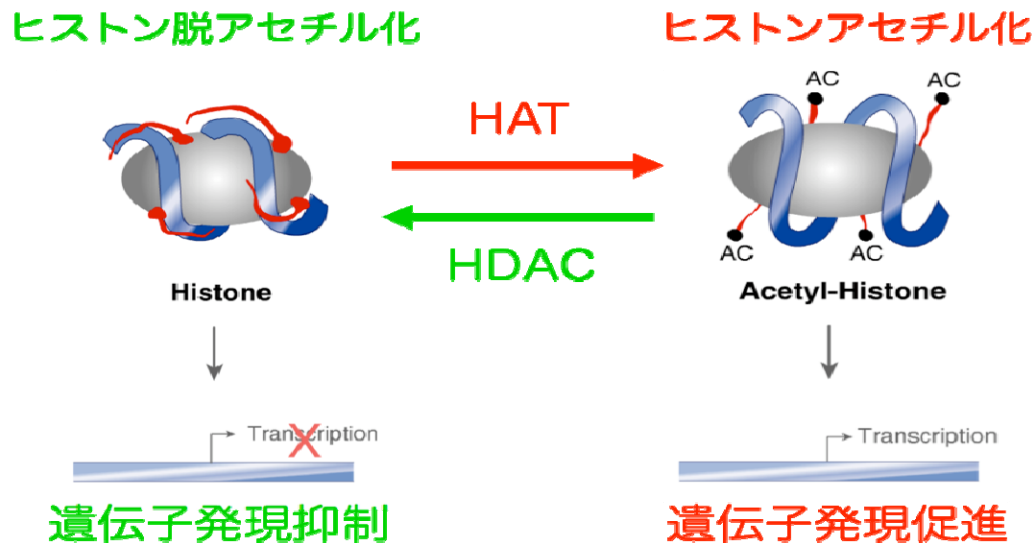 ヒストン脱アセチル化
ヒストンアセチル化
AC
AC
HAT
HDAC
AC
AC
Histone
Acetyl-Histone
Transcription
X
Transcription
遺伝子発現抑制
遺伝子発現促進